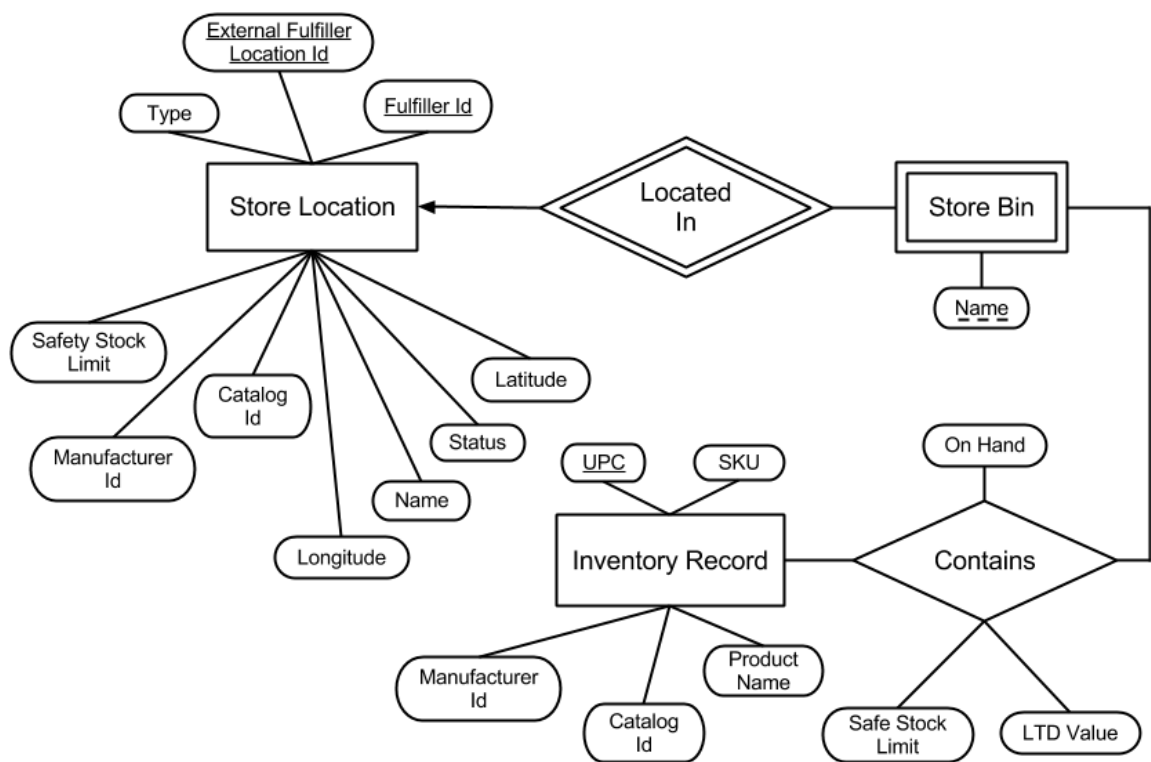 External Fulfiller
Location Id
Type
Fulfiller Id
Store Location
Located
In
Store Bin
Name
Safety Stock
Limit
Manufacturer
Id
Catalog
Id
Longitude
Name
Status
Latitude
UPC
SKU
On Hand
Inventory Record
Contains
Manufacturer
Id
Catalog
Id
Product
Name
Safe Stock
Limit
LTD Value